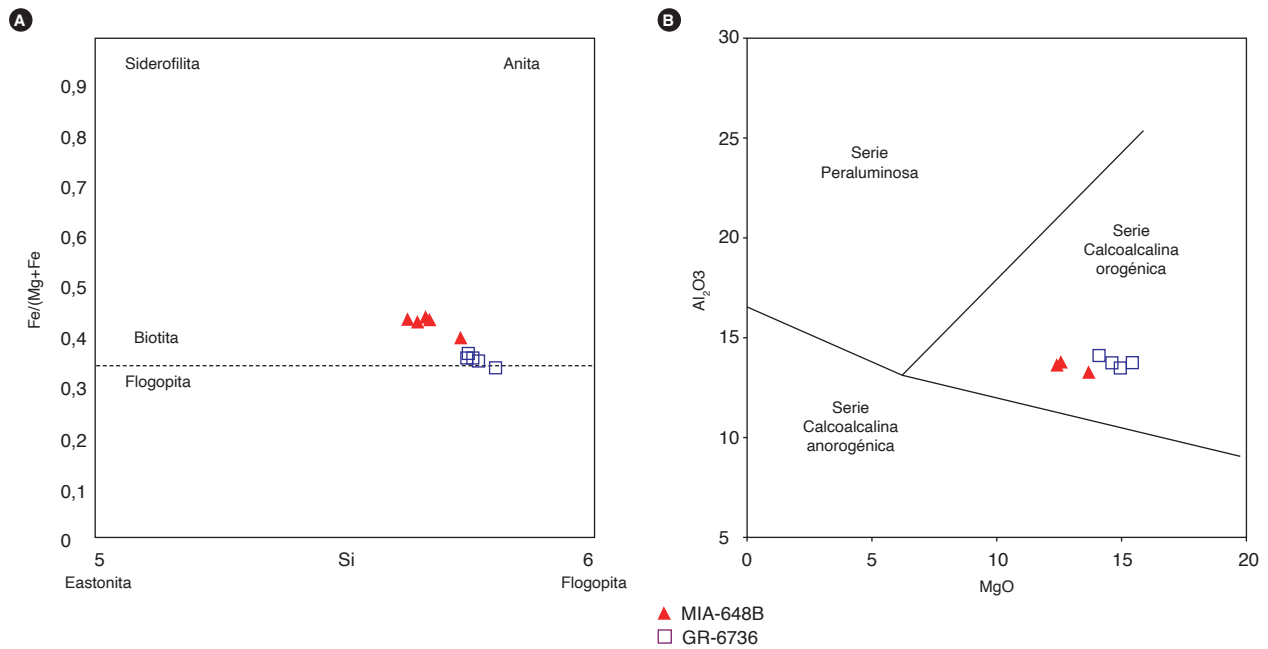 A
Siderofilita
Anita
0,9
0,8
0,7
0,6
0,5
0,4
0,3
0,2
0,1
0
Fe/(Mg+Fe
Biotita
Flogopita
5
Si
6
Eastonita
Flogopita
B
30
25
20
15
10
5
Al₂O3
Serie
Peraluminosa
Serie
Calcoalcalina
orogénica
Serie
Calcoalcalina
anorogénica
0
5
10
15
20
MgO
MIA-648B
GR-6736